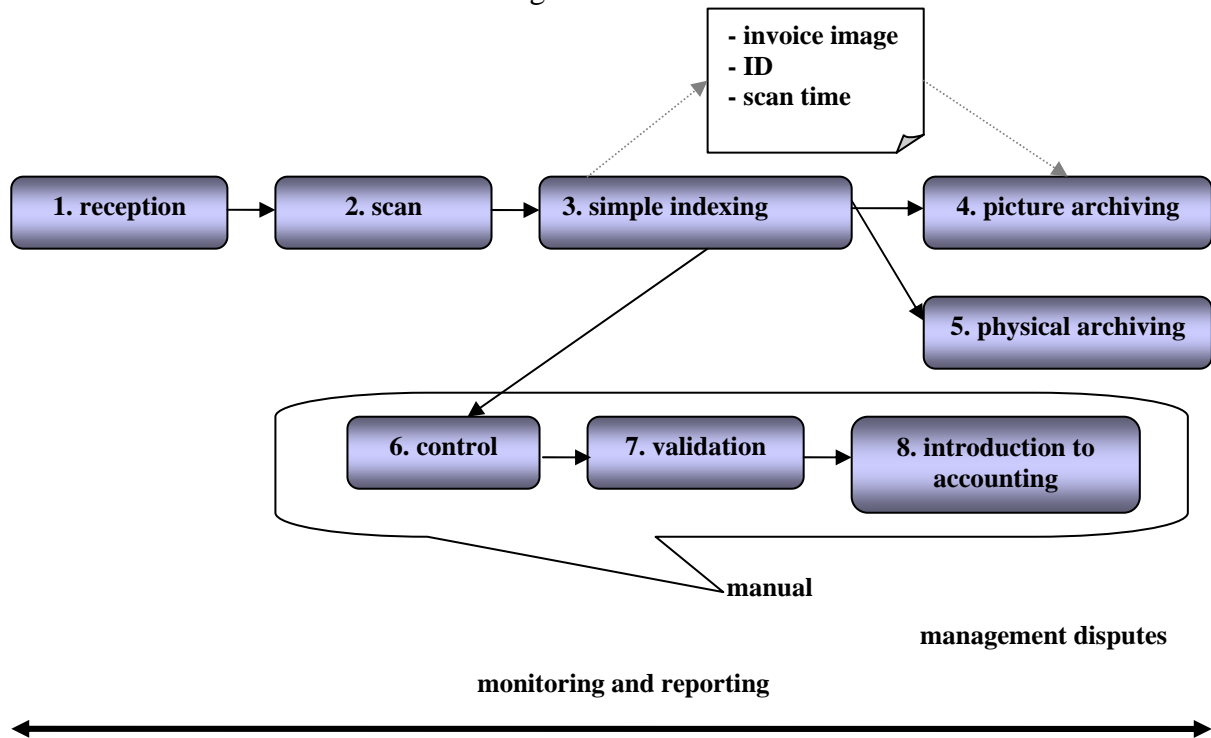 - invoice image
- ID
- scan time
1. reception
2. scan
3. simple indexing
4. picture archiving
5. physical archiving
6. control
7. validation
8. introduction to
accounting
manual
management disputes
monitoring and reporting